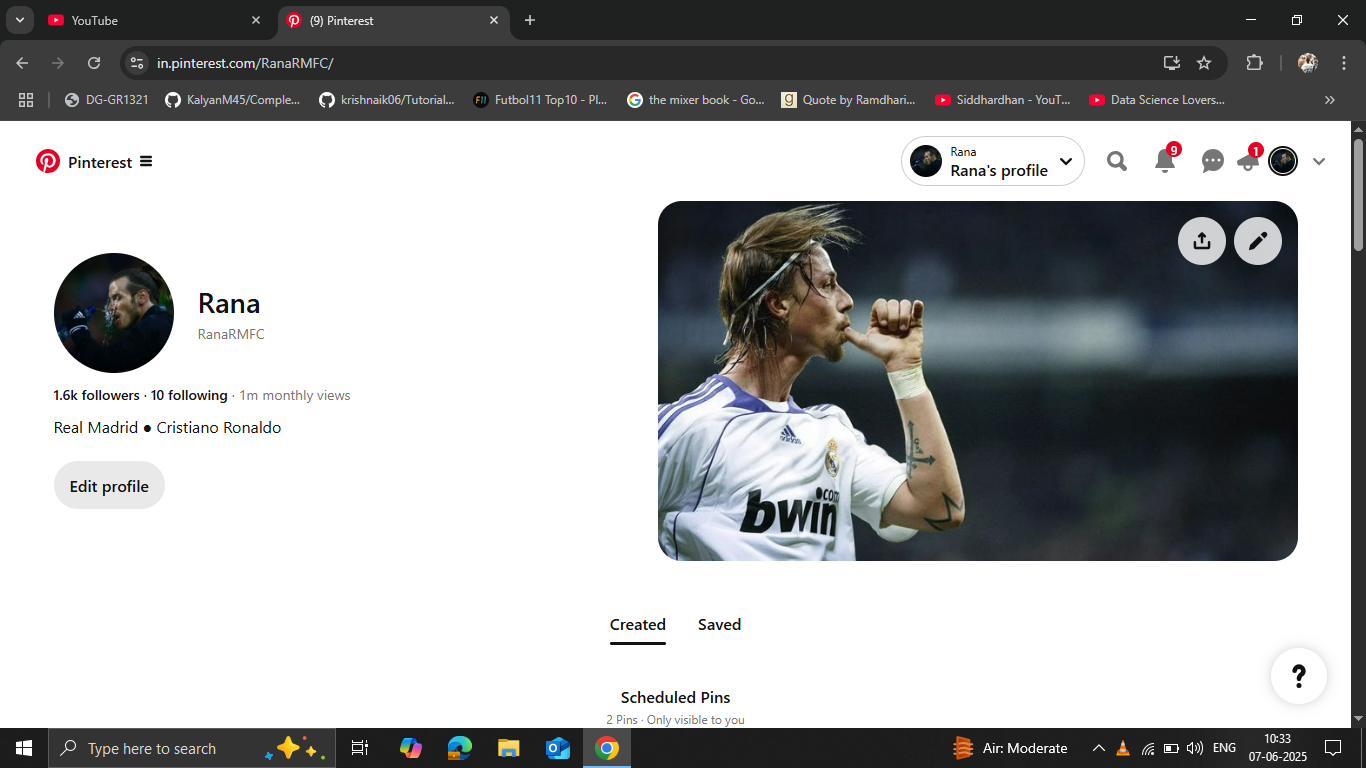 YouTube
(9) Pinterest
in.pinterest.com/RanaRMFC/
DG-GR1321
KalyanM45/Comple...
krishnaik06/Tutorial...
F11
Futbol11 Top10 - Pl...
the mixer book - Go...
g
Quote by Ramdhari...
Siddhardhan - YouT...
Data Science Lovers...
Pinterest
Rana
Rana's profile
9
1
Rana
RanaRMFC
1.6k followers · 10 following · 1m monthly views
Real Madrid ● Cristiano Ronaldo
Edit profile
adidas
bwin
.com
Created
Saved
Scheduled Pins
2 Pins · Only visible to you
?
Type here to search
Air: Moderate
ENG
10:33
07-06-2025